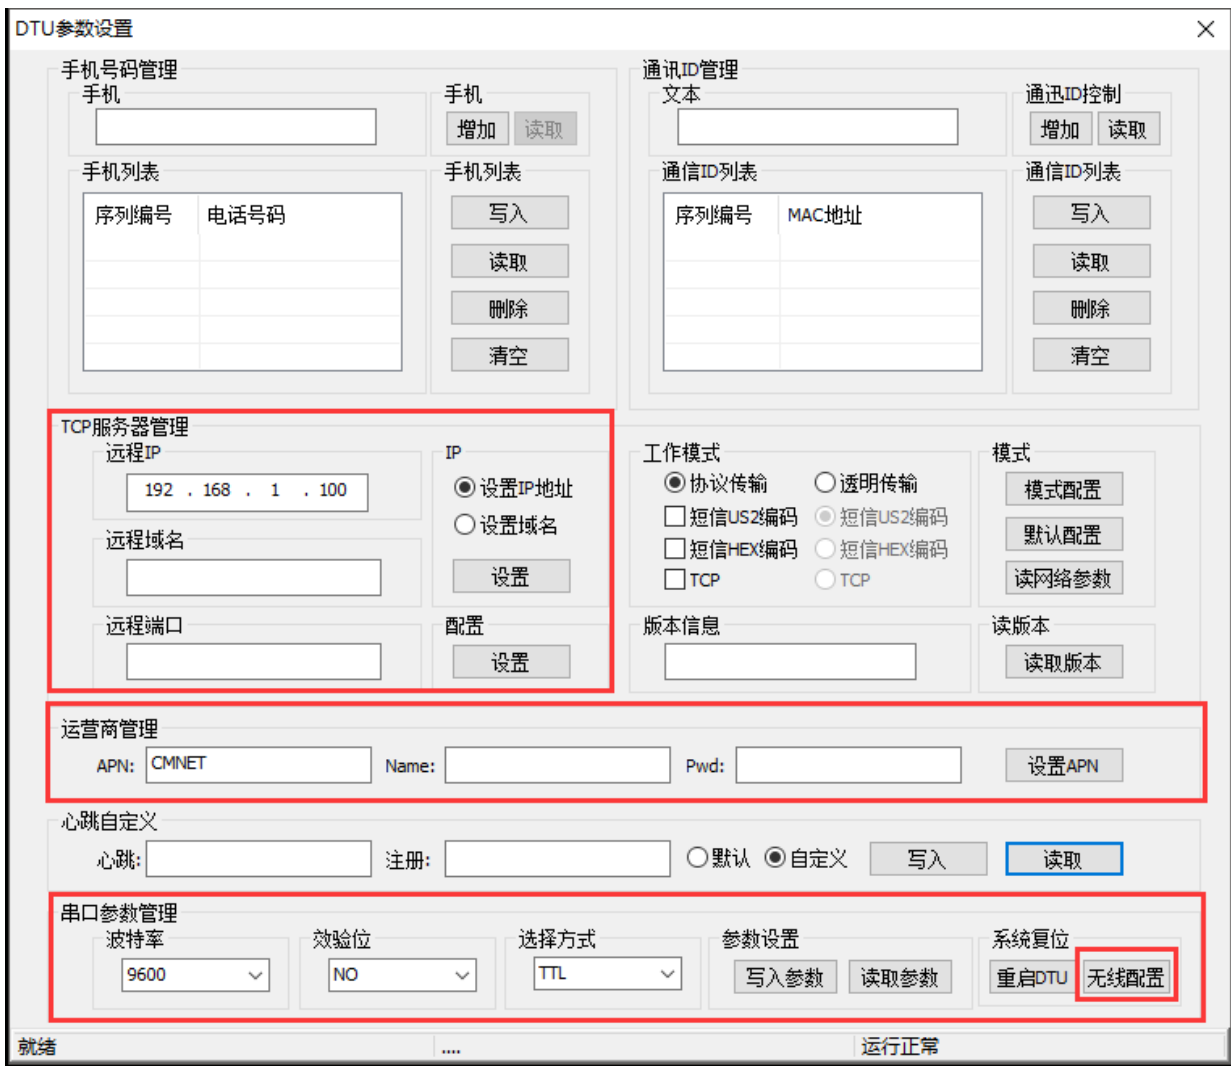 DTU参数设置
手机号码管理
手机
手机
增加 读取
手机列表
手机列表
序列编号 电话号码
写入
读取
删除
清空
通讯ID管理
文本
通迅ID控制
增加 读取
通信ID列表
通信ID列表
序列编号 MAC地址
写入
读取
删除
清空
TCP服务器管理
远程IP
192 . 168 . 1 . 100
IP
设置IP地址
设置域名
设置
远程域名
远程端口
配置
设置
工作模式
协议传输 透明传输
短信US2编码 短信US2编码
短信HEX编码 短信HEX编码
TCP TCP
模式
模式配置
默认配置
读网络参数
版本信息
读版本
读取版本
运营商管理
APN: CMNET Name: Pwd: 设置APN
心跳自定义
心跳: 注册: 默认 自定义 写入 读取
串口参数管理
波特率 效验位 选择方式 参数设置 系统复位
9600 NO TTL 写入参数 读取参数 重启DTU 无线配置
就绪 .... 运行正常